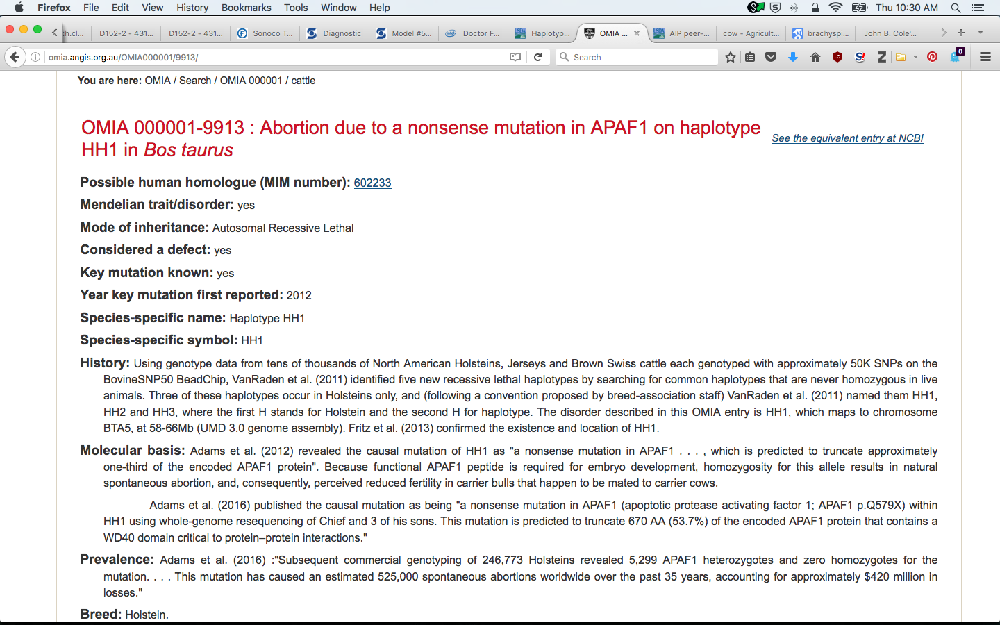 Firefox File Edit View History Bookmarks Tools Window Help Thu 10:30 AM
h.cl... D152-2 - 431... D152-2 - 431... Sonoco T... Diagnostic Model #5... Doctor F... Haplotyp... OMIA ... AIP peer-... cow - Agricult... brachyspi... John B. Cole'...
omia.angis.org.au/OMIA000001/9913/ Search 0
You are here: OMIA / Search / OMIA 000001 / cattle
OMIA 000001-9913 : Abortion due to a nonsense mutation in APAF1 on haplotype
HH1 in Bos taurus
See the equivalent entry at NCBI
Possible human homologue (MIM number): 602233
Mendelian trait/disorder: yes
Mode of inheritance: Autosomal Recessive Lethal
Considered a defect: yes
Key mutation known: yes
Year key mutation first reported: 2012
Species-specific name: Haplotype HH1
Species-specific symbol: HH1
History: Using genotype data from tens of thousands of North American Holsteins, Jerseys and Brown Swiss cattle each genotyped with approximately 50K SNPs on the
BovineSNP50 BeadChip, VanRaden et al. (2011) identified five new recessive lethal haplotypes by searching for common haplotypes that are never homozygous in live
animals. Three of these haplotypes occur in Holsteins only, and (following a convention proposed by breed-association staff) VanRaden et al. (2011) named them HH1,
HH2 and HH3, where the first H stands for Holstein and the second H for haplotype. The disorder described in this OMIA entry is HH1, which maps to chromosome
BTA5, at 58-66Mb (UMD 3.0 genome assembly). Fritz et al. (2013) confirmed the existence and location of HH1.
Molecular basis: Adams et al. (2012) revealed the causal mutation of HH1 as "a nonsense mutation in APAF1 . . . , which is predicted to truncate approximately
one-third of the encoded APAF1 protein". Because functional APAF1 peptide is required for embryo development, homozygosity for this allele results in natural
spontaneous abortion, and, consequently, perceived reduced fertility in carrier bulls that happen to be mated to carrier cows.
Adams et al. (2016) published the causal mutation as being "a nonsense mutation in APAF1 (apoptotic protease activating factor 1; APAF1 p.Q579X) within
HH1 using whole-genome resequencing of Chief and 3 of his sons. This mutation is predicted to truncate 670 AA (53.7%) of the encoded APAF1 protein that contains a
WD40 domain critical to protein–protein interactions."
Prevalence: Adams et al. (2016) :"Subsequent commercial genotyping of 246,773 Holsteins revealed 5,299 APAF1 heterozygotes and zero homozygotes for the
mutation. . . . This mutation has caused an estimated 525,000 spontaneous abortions worldwide over the past 35 years, accounting for approximately $420 million in
losses."
Breed: Holstein.